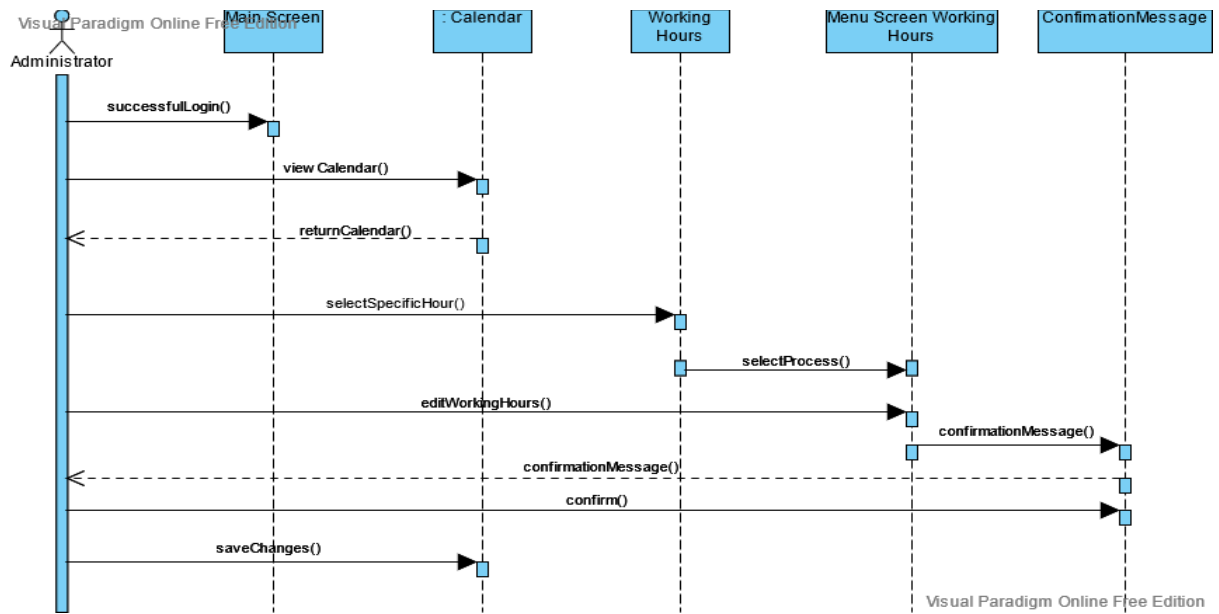 Visual Paradigm Online Free Edition
Administrator
Main Screen
: Calendar
Working
Hours
Menu Screen Working
Hours
ConfimationMessage
successfulLogin()
view Calendar()
returnCalendar()
selectSpecificHour()
selectProcess()
editWorkingHours()
confirmationMessage()
confirmationMessage()
confirm()
saveChanges()
Visual Paradigm Online Free Edition